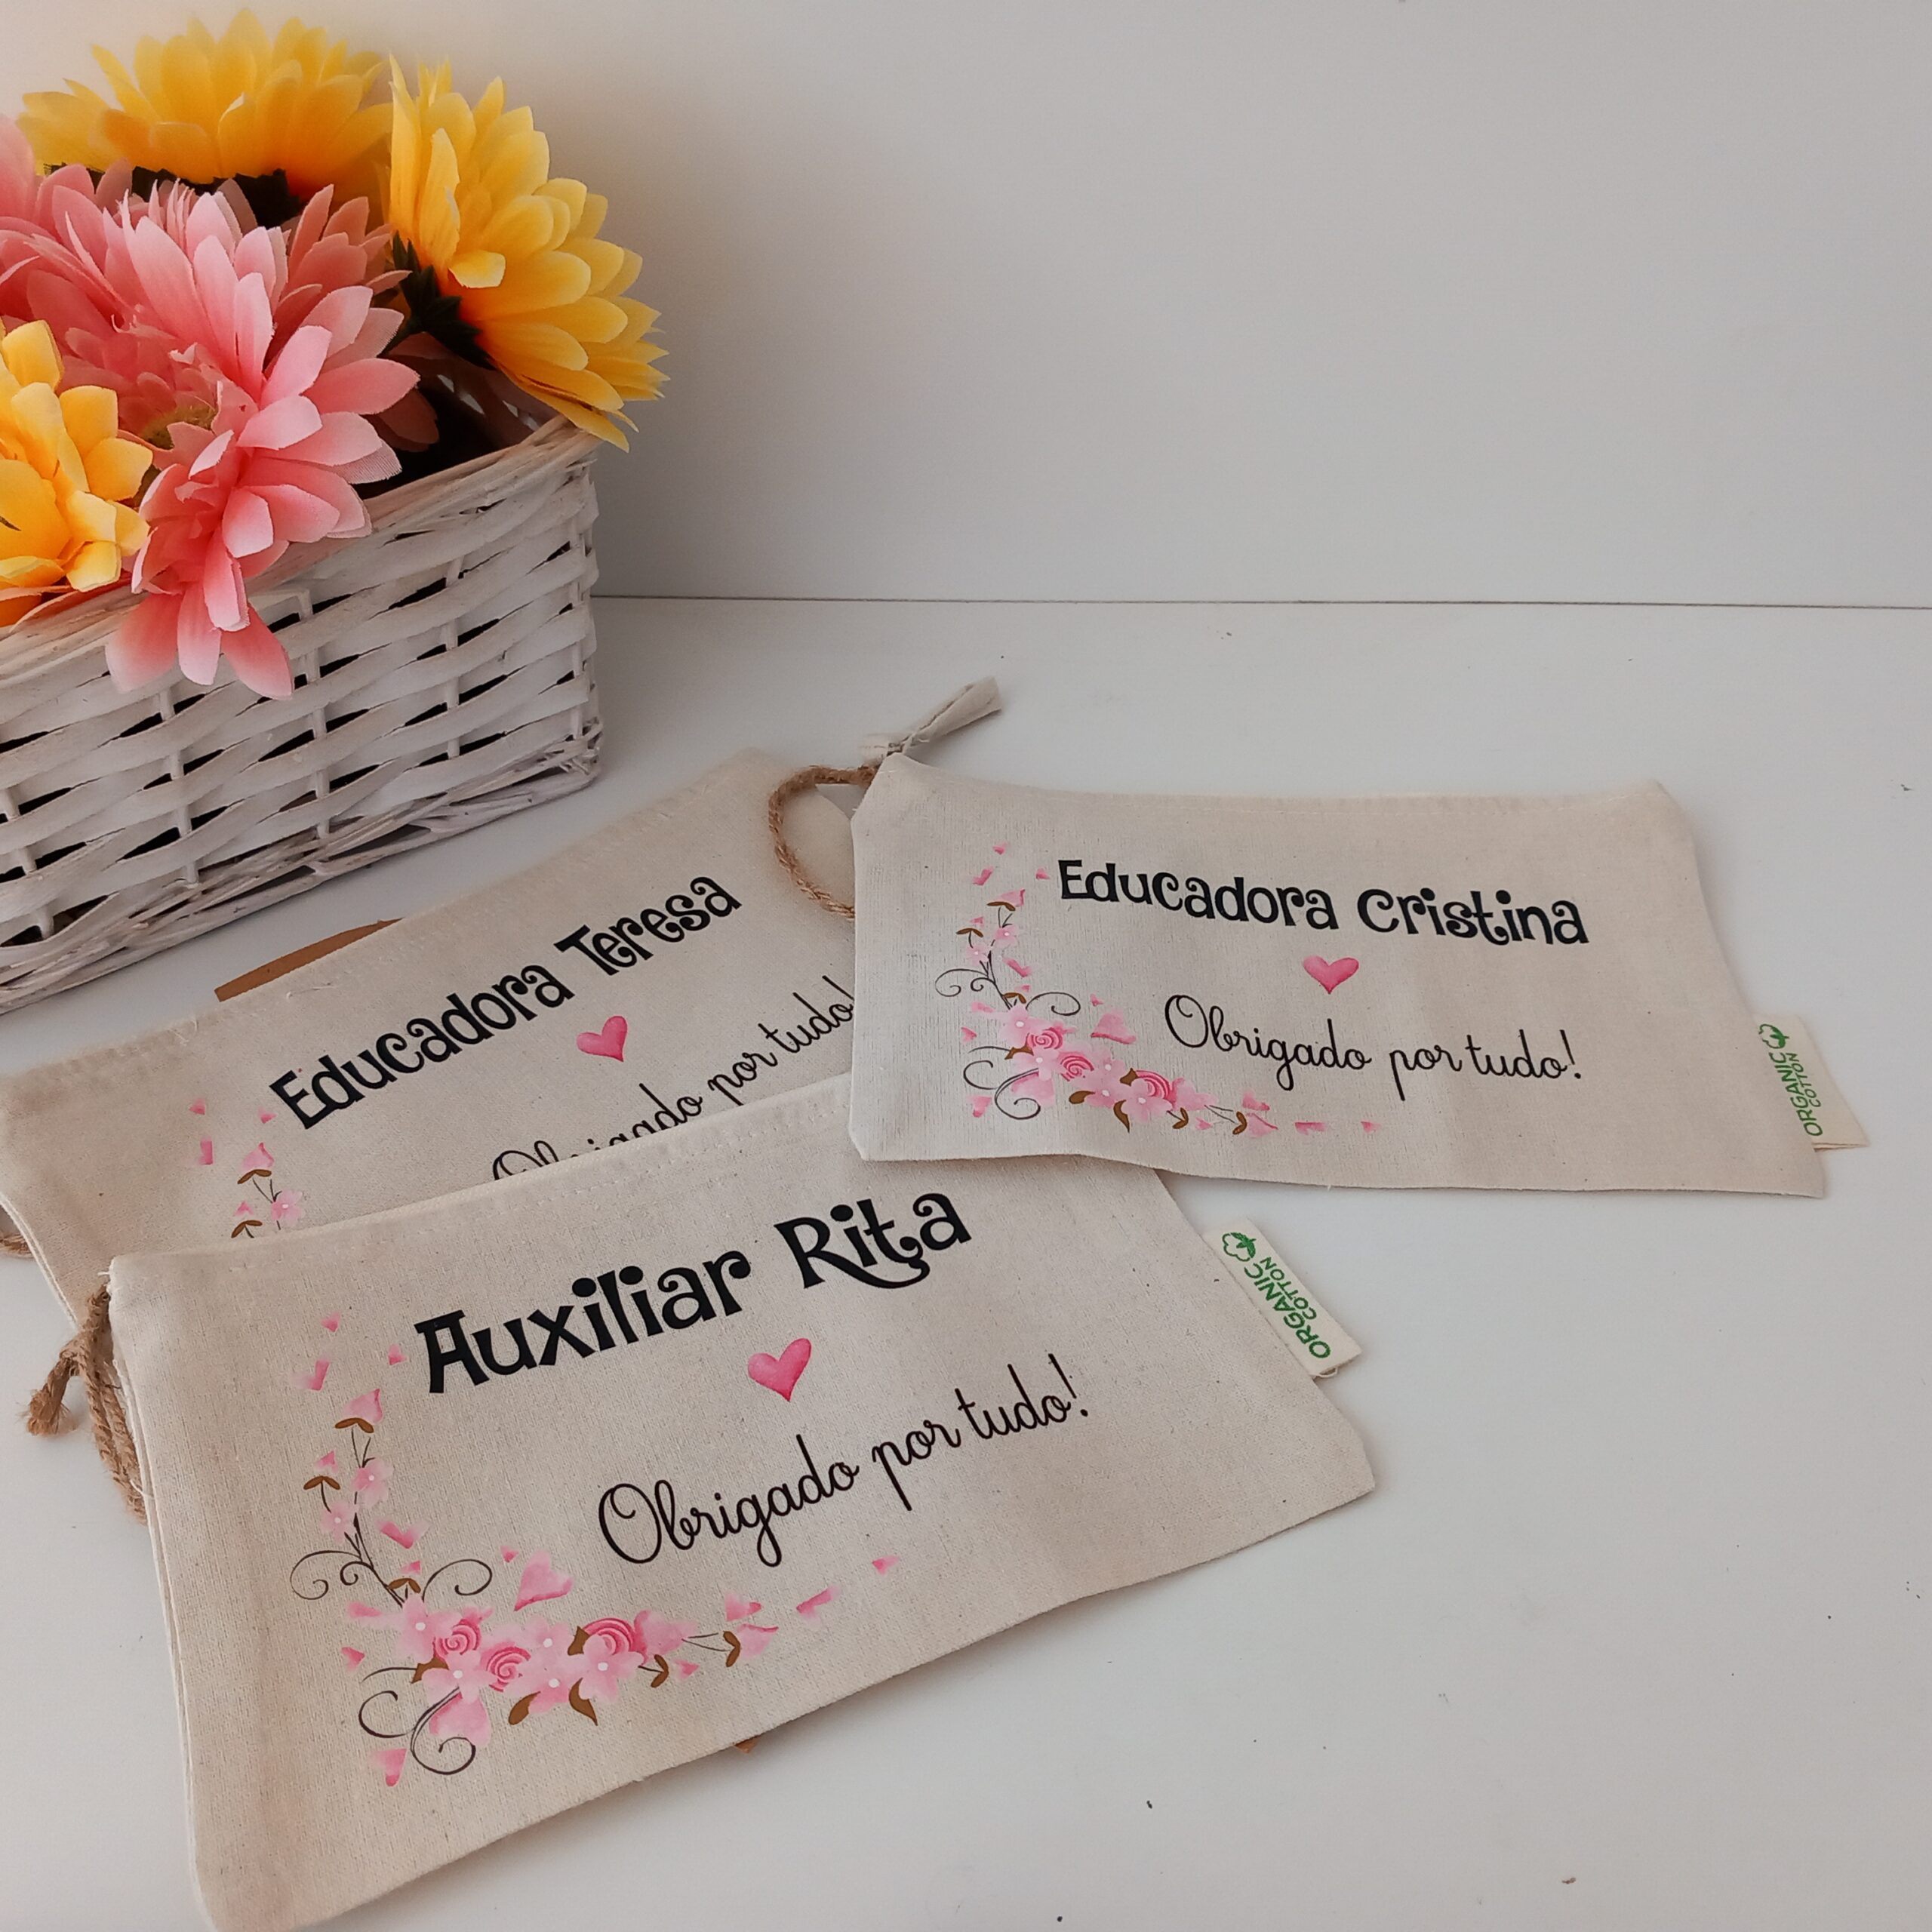 Educadora Teresa
Obrigado por tudo!
Educadora Cristina
Obrigado por tudo!
ORGANIC
COTTON
Auxiliar Rita
Obrigado por tudo!
ORGANIC
COTTON